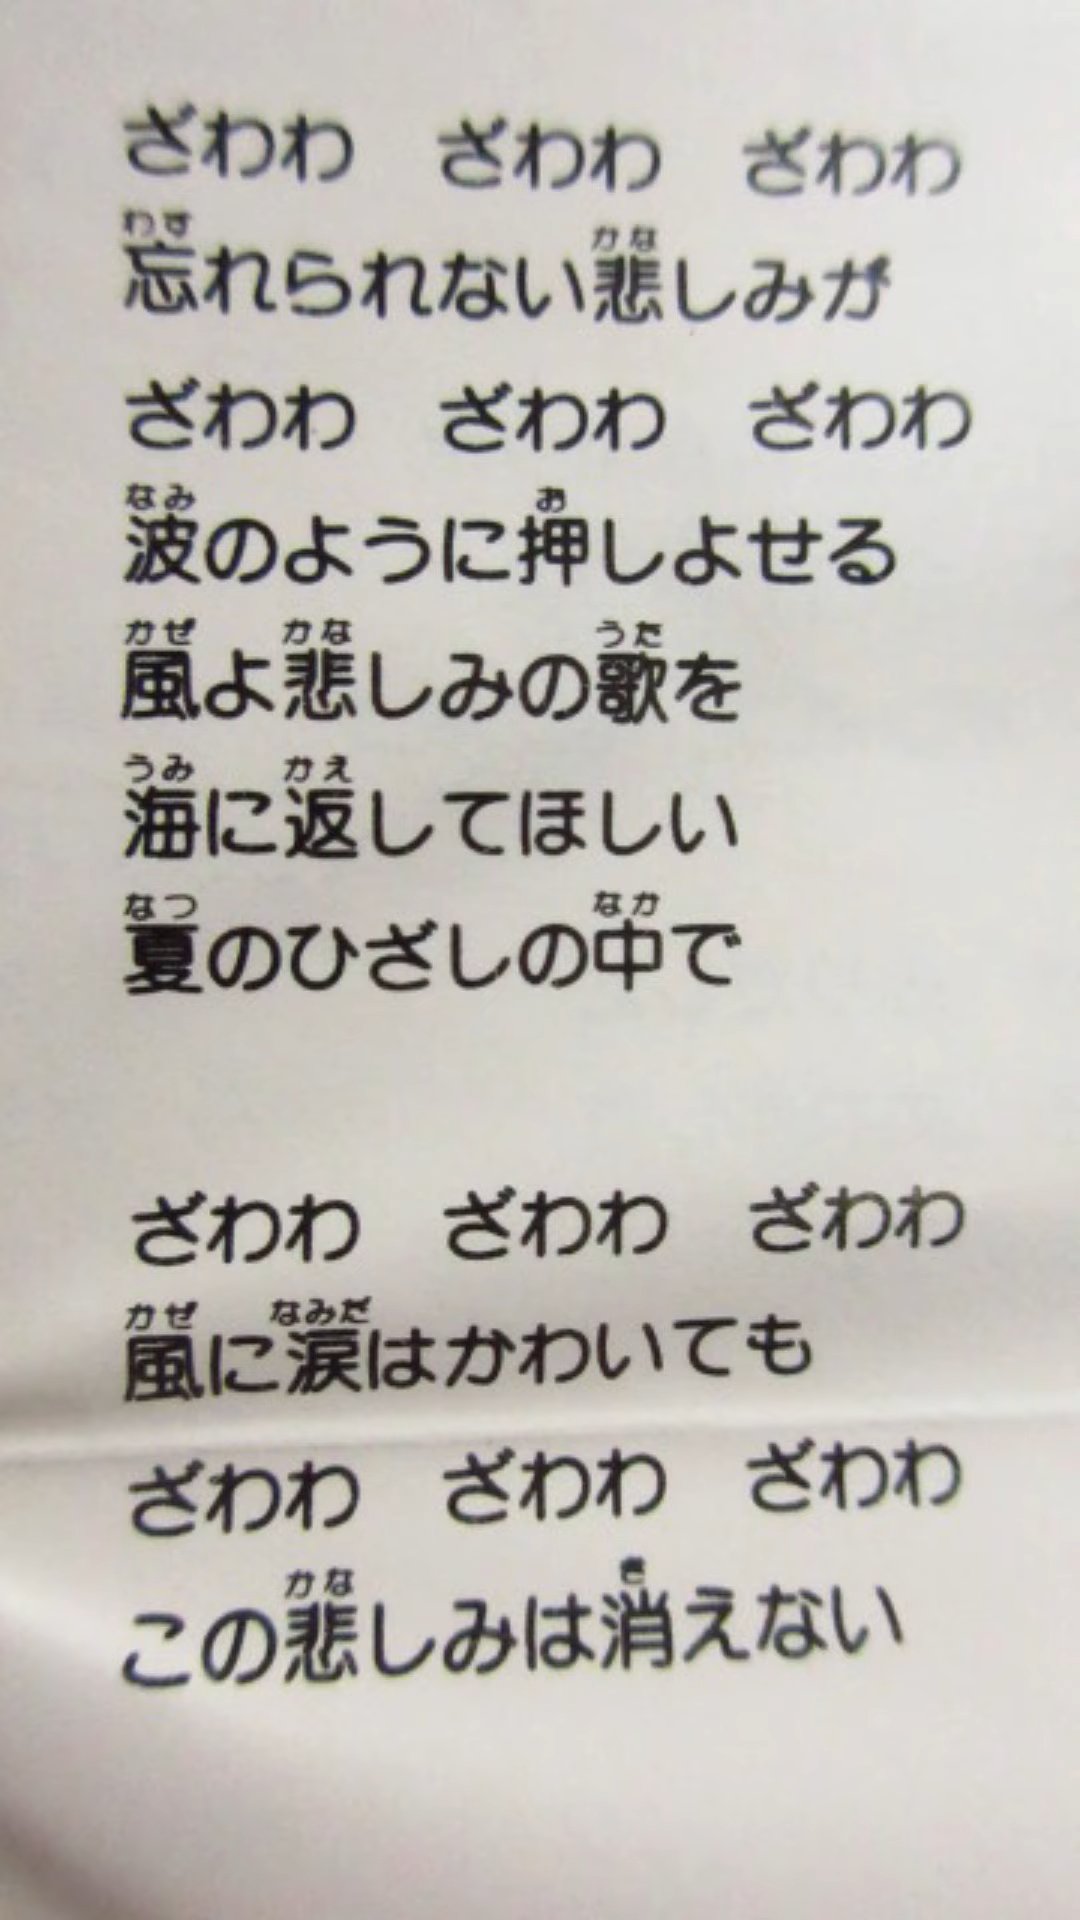 ざわわ　ざわわ　ざわわ
忘れられない悲しみが
ざわわ　ざわわ　ざわわ
波のように押しよせる
風よ悲しみの歌を
海に返してほしい
夏のひざしの中で
ざわわ　ざわわ　ざわわ
風に涙はかわいても
ざわわ　ざわわ　ざわわ
この悲しみは消えない